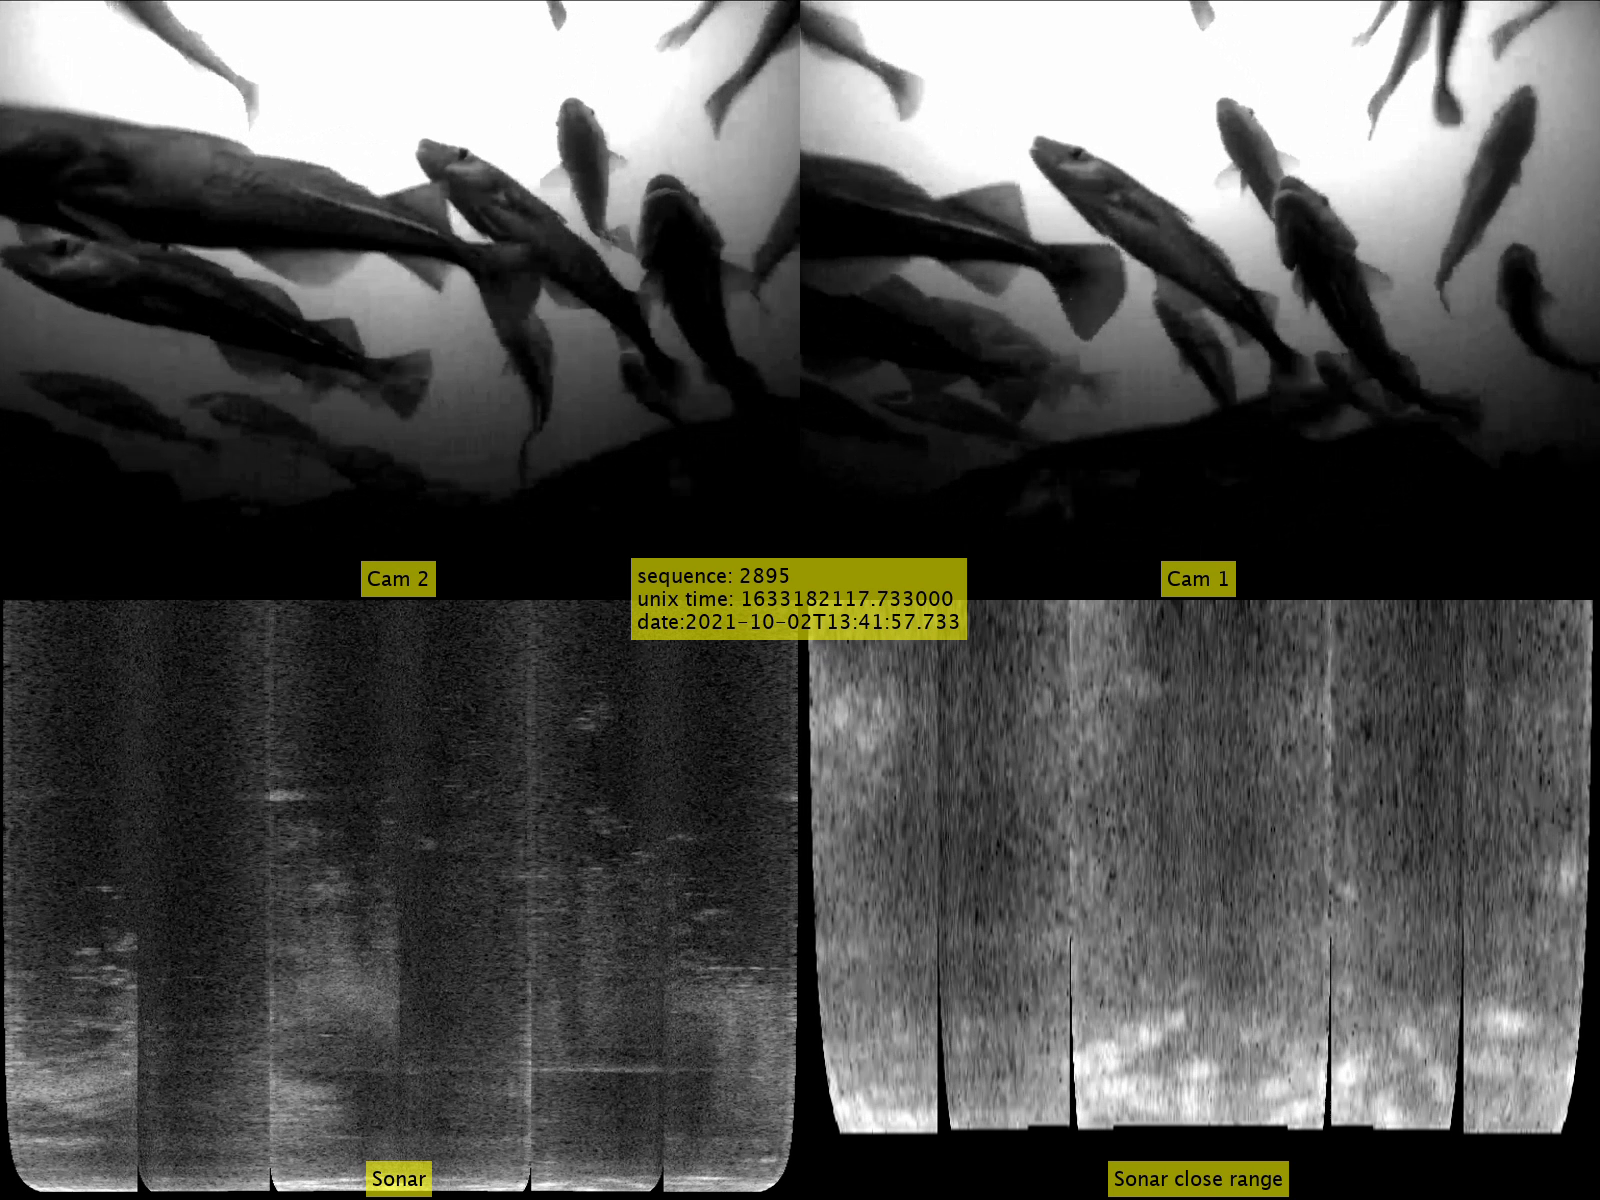 Cam 2
sequence: 2895
unix time: 1633182117.733000
date:2021-10-02T13:41:57.733
Cam 1
Sonar
Sonar close range